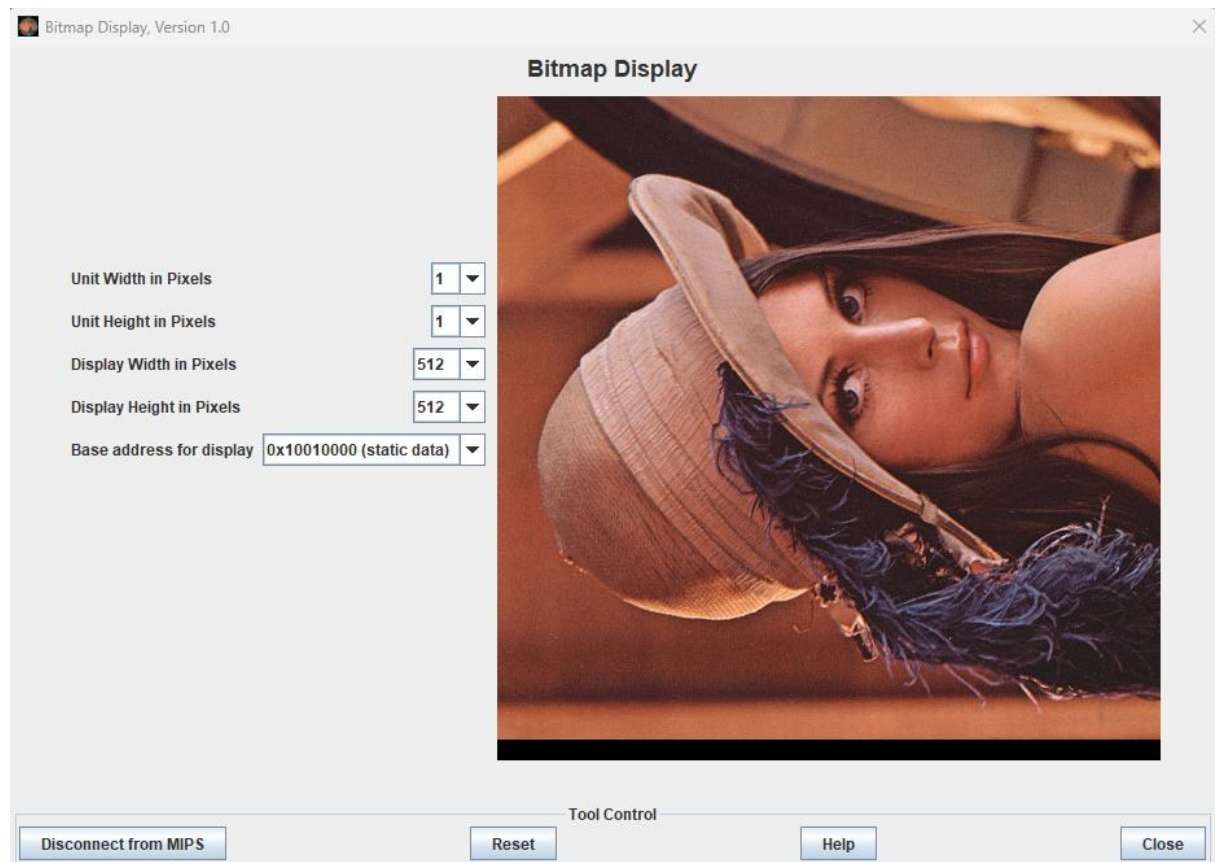 Bitmap Display, Version 1.0
Bitmap Display
Unit Width in Pixels 1
Unit Height in Pixels 1
Display Width in Pixels 512
Display Height in Pixels 512
Base address for display 0x10010000 (static data)
Tool Control
Disconnect from MIPS Reset Help Close